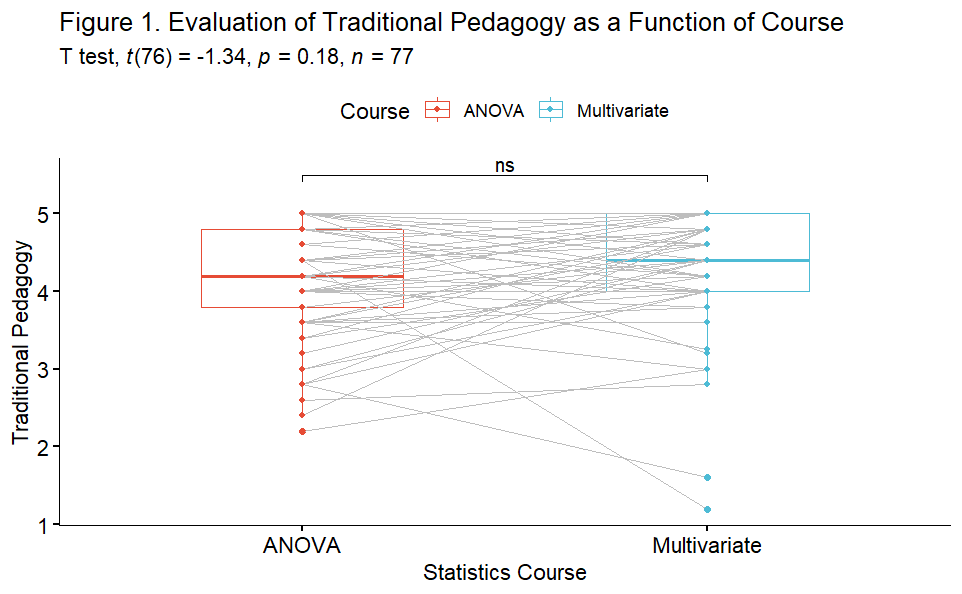 Figure 1. Evaluation of Traditional Pedagogy as a Function of Course
T test, t(76) = -1.34, p = 0.18, n = 77
Course ANOVA Multivariate
ns
5
4
3
2
1
Traditional Pedagogy
ANOVA Multivariate
Statistics Course